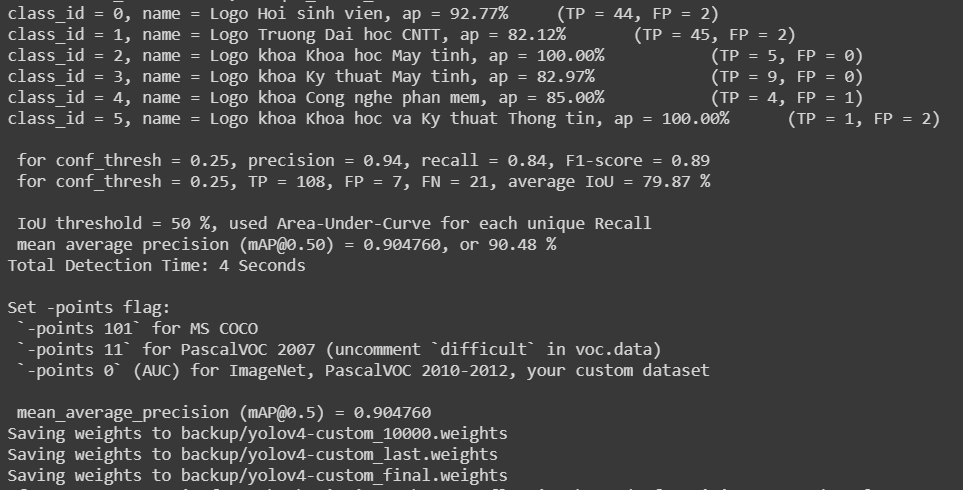 class_id = 0, name = Logo Hoi sinh vien, ap = 92.77% (TP = 44, FP = 2)
class_id = 1, name = Logo Truong Dai hoc CNTT, ap = 82.12% (TP = 45, FP = 2)
class_id = 2, name = Logo khoa Khoa hoc May tinh, ap = 100.00% (TP = 5, FP = 0)
class_id = 3, name = Logo khoa Ky thuat May tinh, ap = 82.97% (TP = 9, FP = 0)
class_id = 4, name = Logo khoa Cong nghe phan mem, ap = 85.00% (TP = 4, FP = 1)
class_id = 5, name = Logo khoa Khoa hoc va Ky thuat Thong tin, ap = 100.00% (TP = 1, FP = 2)
for conf_thresh = 0.25, precision = 0.94, recall = 0.84, F1-score = 0.89
for conf_thresh = 0.25, TP = 108, FP = 7, FN = 21, average IoU = 79.87 %
IoU threshold = 50 %, used Area-Under-Curve for each unique Recall
mean average precision (mAP@0.50) = 0.904760, or 90.48 %
Total Detection Time: 4 Seconds
Set -points flag:
`-points 101` for MS COCO
`-points 11` for PascalVOC 2007 (uncomment `difficult` in voc.data)
`-points 0` (AUC) for ImageNet, PascalVOC 2010-2012, your custom dataset
mean_average_precision (mAP@0.5) = 0.904760
Saving weights to backup/yolov4-custom_10000.weights
Saving weights to backup/yolov4-custom_last.weights
Saving weights to backup/yolov4-custom_final.weights